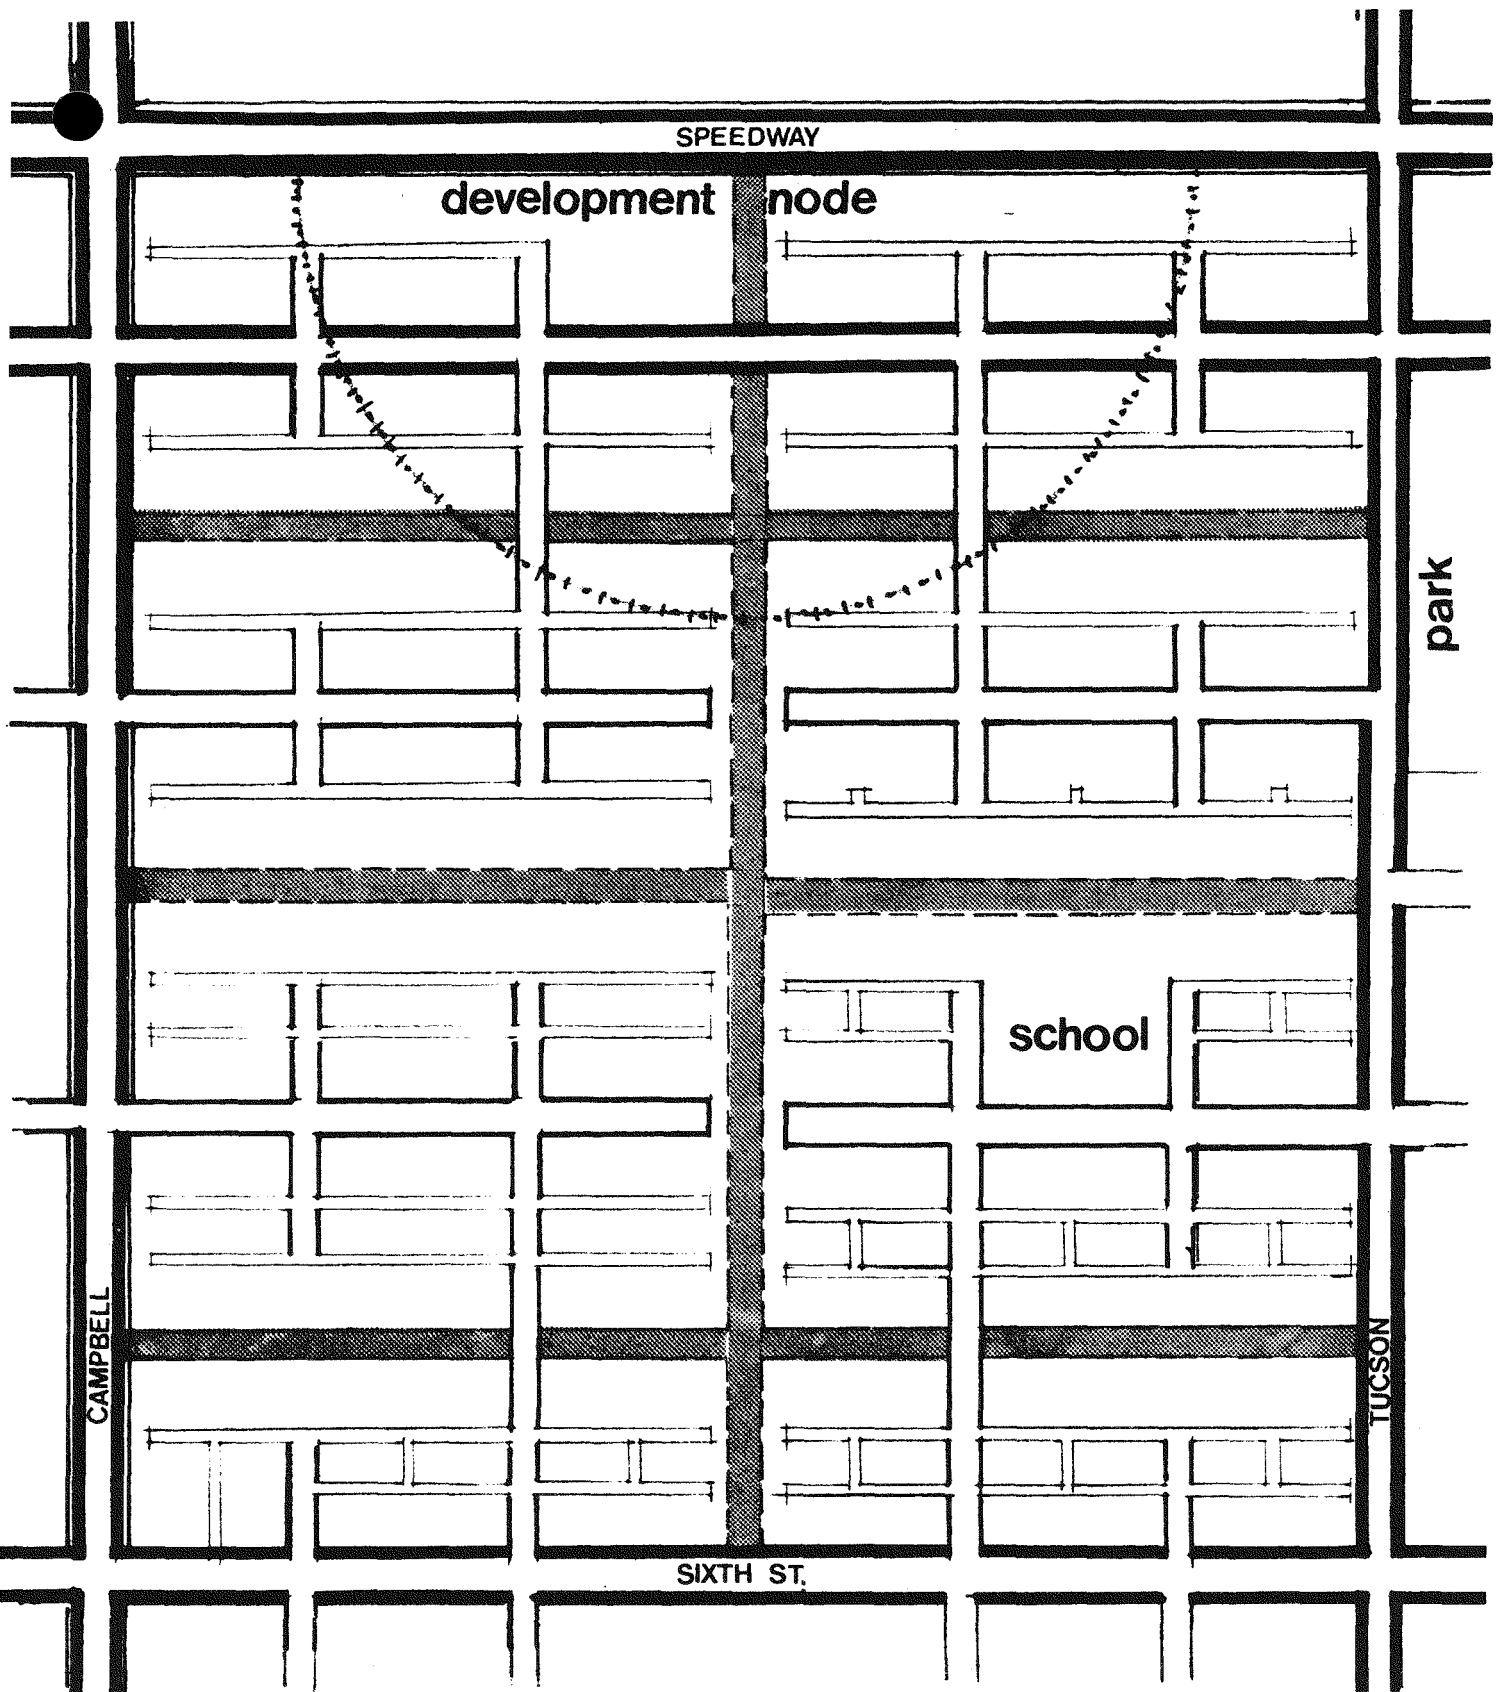 SPEEDWAY
development node
park
school
CAMPBELL
TUCSON
SIXTH ST.